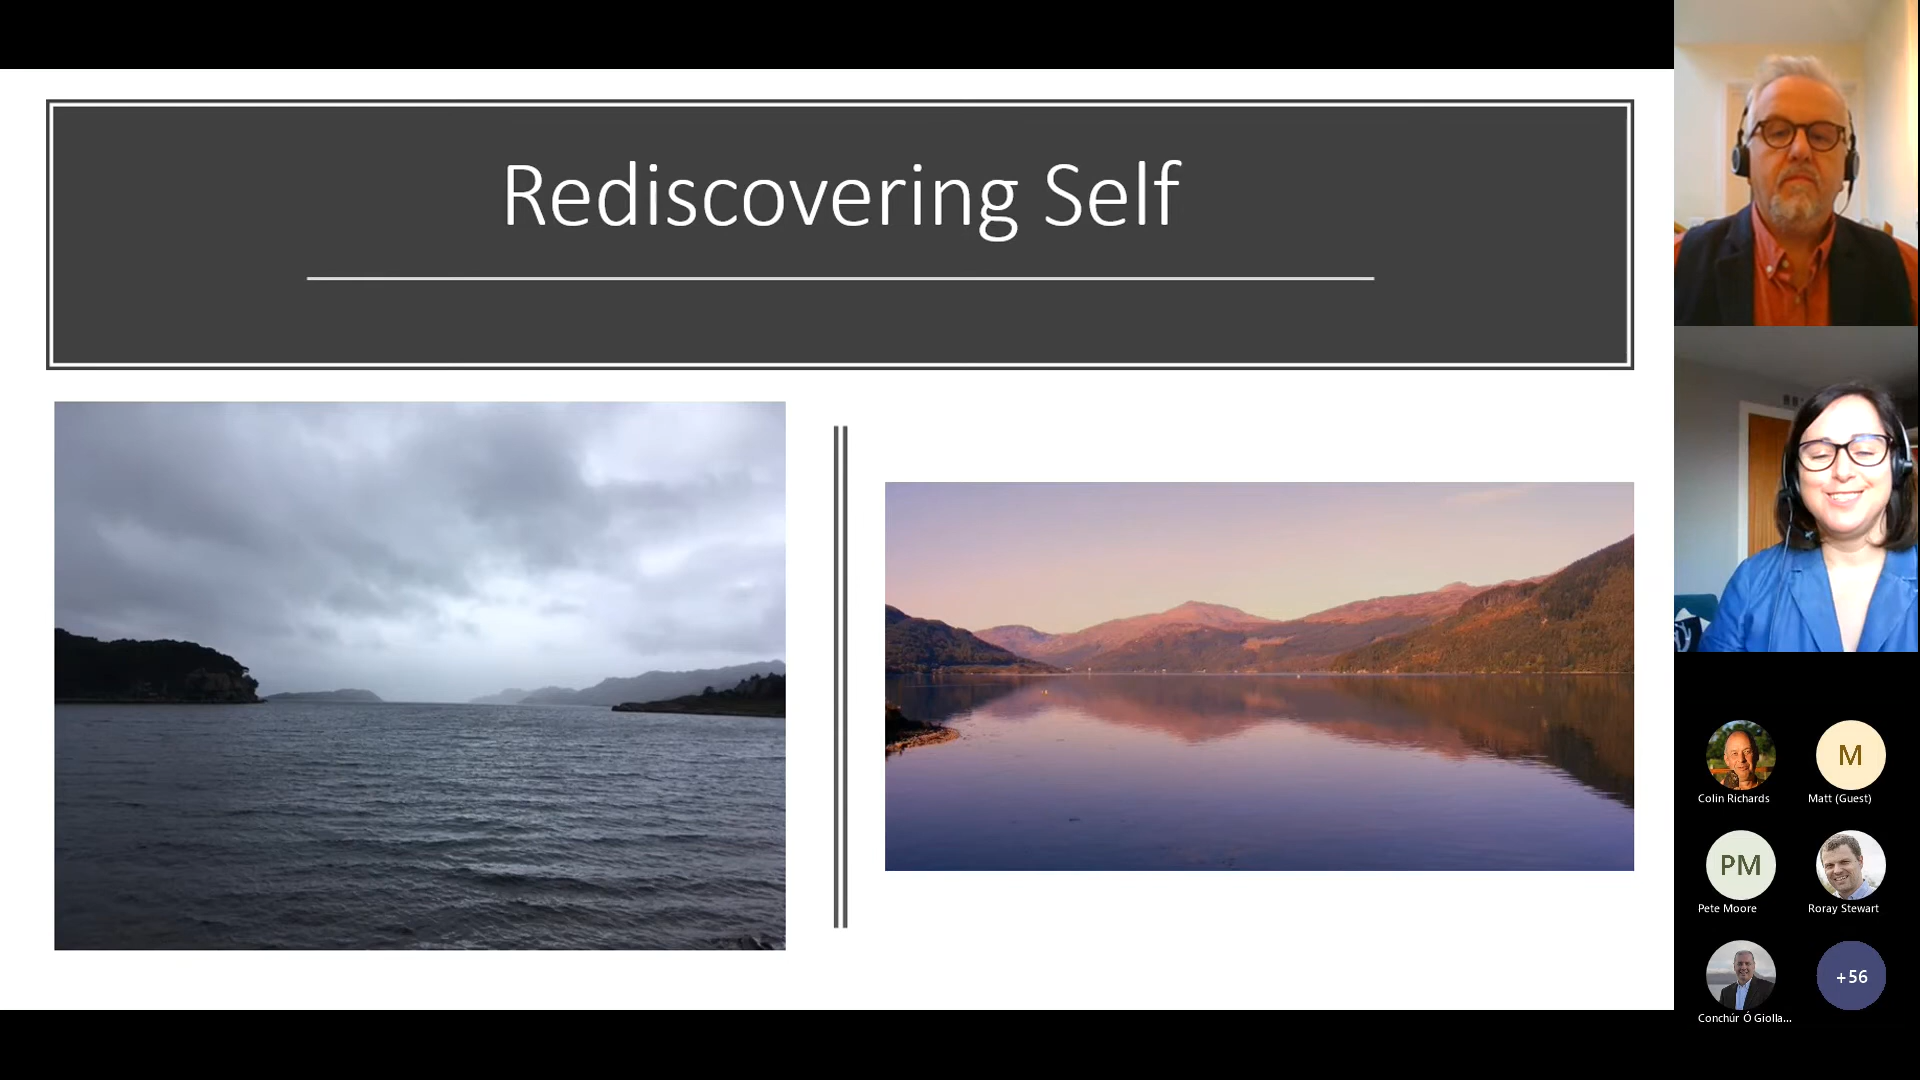 Rediscovering Self
Colin Richards
M
Matt (Guest)
PM
Pete Moore
Roray Stewart
Conchúr Ó Giolla...
+56